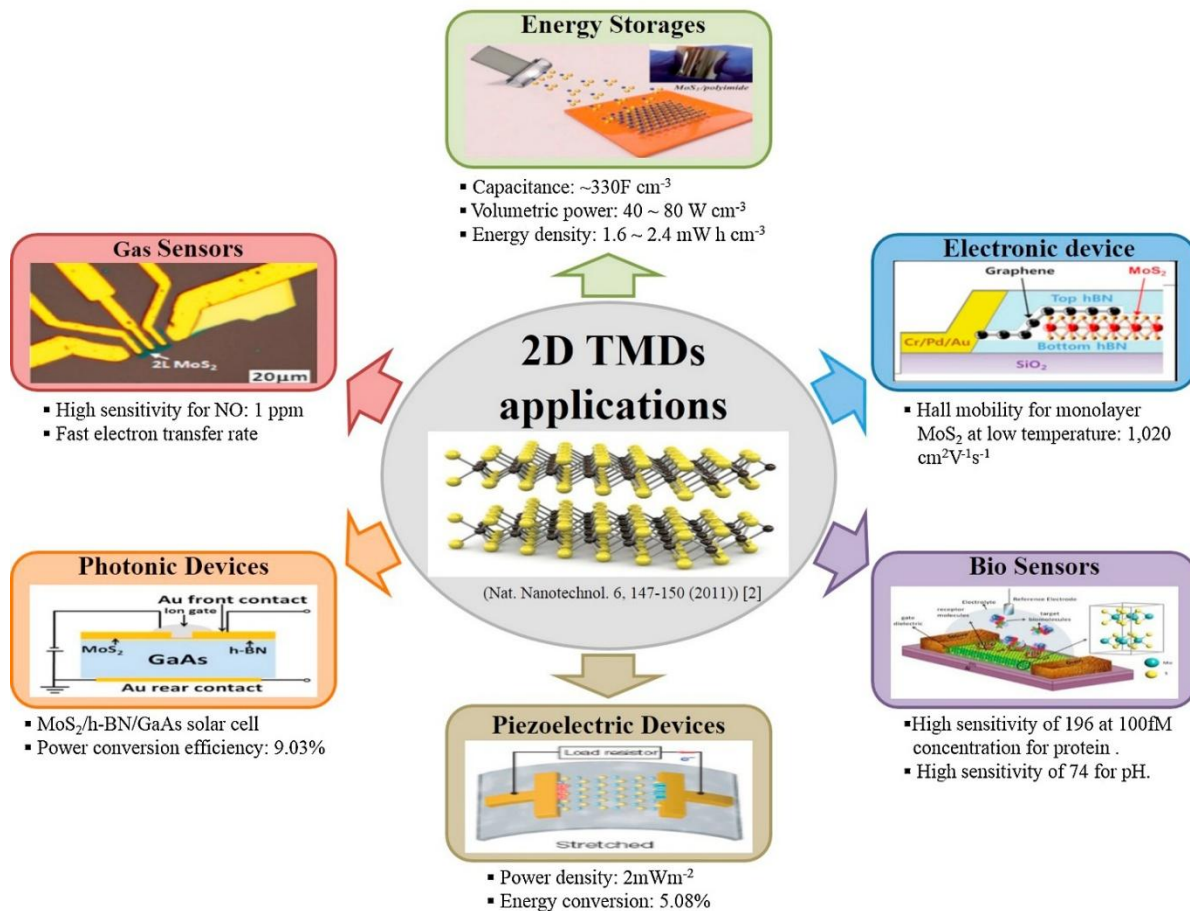 Energy Storages
MoS₂/polyimide
▪ Capacitance: ~330F cm⁻³
▪ Volumetric power: 40 ~ 80 W cm⁻³
▪ Energy density: 1.6 ~ 2.4 mW h cm⁻³
Gas Sensors
2L MoS₂
20μm
▪ High sensitivity for NO: 1 ppm
▪ Fast electron transfer rate
Electronic device
Graphene
MoS₂
Top hBN
Cr/Pd/Au
Bottom hBN
SiO₂
▪ Hall mobility for monolayer
MoS₂ at low temperature: 1,020
cm²V⁻¹s⁻¹
2D TMDs
applications
(Nat. Nanotechnol. 6, 147-150 (2011)) [2]
Photonic Devices
Au front contact
Ion gate
MoS₂
h-BN
GaAs
Au rear contact
▪ MoS₂/h-BN/GaAs solar cell
▪ Power conversion efficiency: 9.03%
Bio Sensors
Reference Electrode
Electrolyte
receptor
molecules
target
biomolecules
gate
dielectric
Mo
S
▪High sensitivity of 196 at 100fM
concentration for protein .
▪ High sensitivity of 74 for pH.
Piezoelectric Devices
Load resistor
e⁻
Stretched
▪ Power density: 2mWm⁻²
▪ Energy conversion: 5.08%